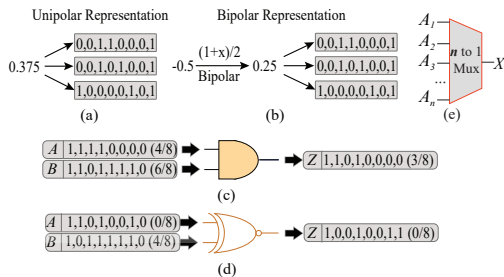 Unipolar Representation
0.375
0,0,1,1,0,0,0,1
0,0,1,0,1,0,0,1
1,0,0,0,0,1,0,1
(a)
Bipolar Representation
-0.5
(1+x)/2
Bipolar
0.25
0,0,1,1,0,0,0,1
0,0,1,0,1,0,0,1
1,0,0,0,0,1,0,1
(b)
A1
A2
A3
...
An
n to 1
Mux
X
(e)
A 1,1,1,1,0,0,0,0 (4/8)
B 1,1,0,1,1,1,1,0 (6/8)
Z 1,1,0,1,0,0,0,0 (3/8)
(c)
A 1,1,0,1,0,0,1,0 (0/8)
B 1,0,1,1,1,1,1,0 (4/8)
Z 1,0,0,1,0,0,1,1 (0/8)
(d)